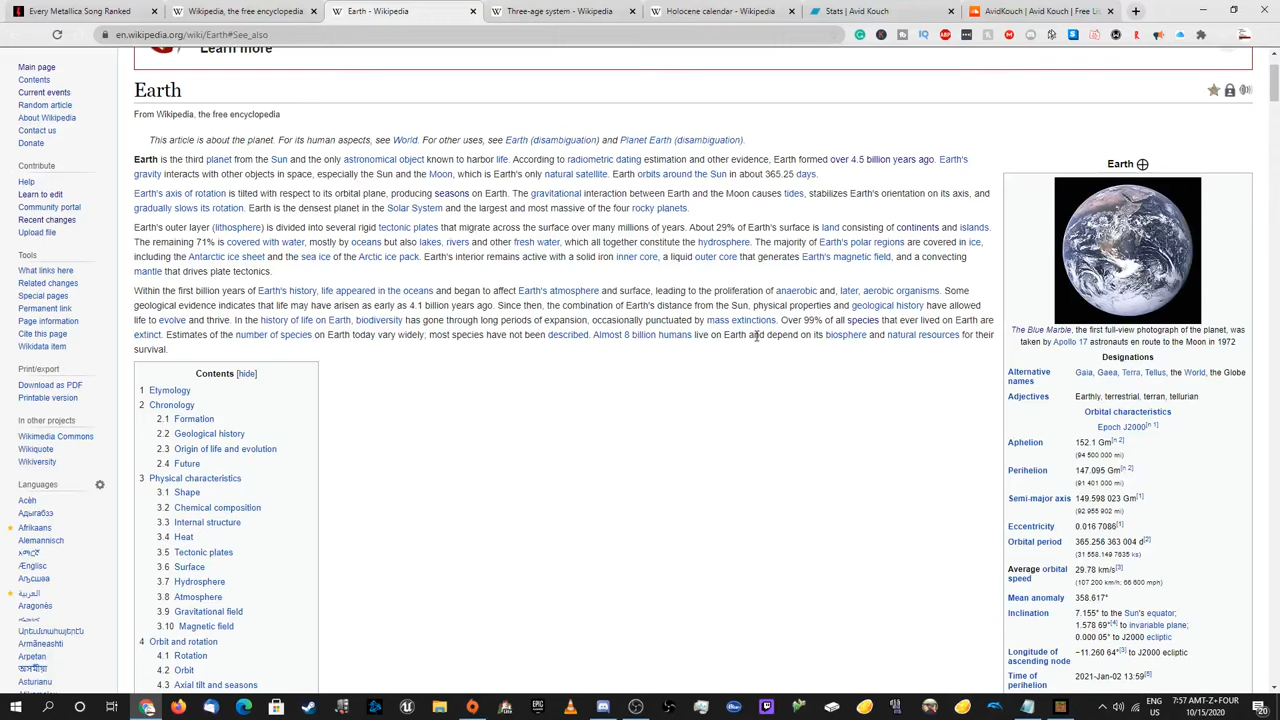 Every Metallica Song Ranked
Wikipedia, the free encyclopedia
Earth - Wikipedia
Three-age system - Wikipedia
Holocene calendar - Wikipedia
Stats | Avid Kouch
AvidKouch | Avid Kouch | Free Lis
en.wikipedia.org/wiki/Earth#See_also
Learn more
Main page
Contents
Current events
Random article
About Wikipedia
Contact us
Donate
Contribute
Help
Learn to edit
Community portal
Recent changes
Upload file
Tools
What links here
Related changes
Special pages
Permanent link
Page information
Cite this page
Wikidata item
Print/export
Download as PDF
Printable version
In other projects
Wikimedia Commons
Wikiquote
Wikiversity
Languages
Acèh
Адыгабзэ
Afrikaans
Alemannisch
አማርኛ
Ænglisc
Аҧсшәа
العربية
Aragonés
Արեւմտահայերէն
Armãneashti
Arpetan
অসমীয়া
Asturianu
Earth
From Wikipedia, the free encyclopedia
This article is about the planet. For its human aspects, see World. For other uses, see Earth (disambiguation) and Planet Earth (disambiguation).
Earth is the third planet from the Sun and the only astronomical object known to harbor life. According to radiometric dating estimation and other evidence, Earth formed over 4.5 billion years ago. Earth's
gravity interacts with other objects in space, especially the Sun and the Moon, which is Earth's only natural satellite. Earth orbits around the Sun in about 365.25 days.
Earth's axis of rotation is tilted with respect to its orbital plane, producing seasons on Earth. The gravitational interaction between Earth and the Moon causes tides, stabilizes Earth's orientation on its axis, and
gradually slows its rotation. Earth is the densest planet in the Solar System and the largest and most massive of the four rocky planets.
Earth's outer layer (lithosphere) is divided into several rigid tectonic plates that migrate across the surface over many millions of years. About 29% of Earth's surface is land consisting of continents and islands.
The remaining 71% is covered with water, mostly by oceans but also lakes, rivers and other fresh water, which all together constitute the hydrosphere. The majority of Earth's polar regions are covered in ice,
including the Antarctic ice sheet and the sea ice of the Arctic ice pack. Earth's interior remains active with a solid iron inner core, a liquid outer core that generates Earth's magnetic field, and a convecting
mantle that drives plate tectonics.
Within the first billion years of Earth's history, life appeared in the oceans and began to affect Earth's atmosphere and surface, leading to the proliferation of anaerobic and, later, aerobic organisms. Some
geological evidence indicates that life may have arisen as early as 4.1 billion years ago. Since then, the combination of Earth's distance from the Sun, physical properties and geological history have allowed
life to evolve and thrive. In the history of life on Earth, biodiversity has gone through long periods of expansion, occasionally punctuated by mass extinctions. Over 99% of all species that ever lived on Earth are
extinct. Estimates of the number of species on Earth today vary widely; most species have not been described. Almost 8 billion humans live on Earth and depend on its biosphere and natural resources for their
survival.
Contents [hide]
1 Etymology
2 Chronology
2.1 Formation
2.2 Geological history
2.3 Origin of life and evolution
2.4 Future
3 Physical characteristics
3.1 Shape
3.2 Chemical composition
3.3 Internal structure
3.4 Heat
3.5 Tectonic plates
3.6 Surface
3.7 Hydrosphere
3.8 Atmosphere
3.9 Gravitational field
3.10 Magnetic field
4 Orbit and rotation
4.1 Rotation
4.2 Orbit
4.3 Axial tilt and seasons
Earth
The Blue Marble, the first full-view photograph of the planet, was
taken by Apollo 17 astronauts en route to the Moon in 1972
Designations
Alternative names Gaia, Gaea, Terra, Tellus, the World, the Globe
Adjectives Earthly, terrestrial, terran, tellurian
Orbital characteristics
Epoch J2000[n 1]
Aphelion 152.1 Gm[n 2]
(94 500 000 mi)
Perihelion 147.095 Gm[n 2]
(91 401 000 mi)
Semi-major axis 149.598 023 Gm[1]
(92 955 902 mi)
Eccentricity 0.016 7086[1]
Orbital period 365.256 363 004 d[2]
(31 558.149 7635 ks)
Average orbital speed 29.78 km/s[3]
(107 200 km/h; 66 600 mph)
Mean anomaly 358.617°
Inclination 7.155° to the Sun's equator;
1.578 69°[4] to invariable plane;
0.000 05° to J2000 ecliptic
Longitude of ascending node −11.260 64°[3] to J2000 ecliptic
Time of perihelion 2021-Jan-02 13:59[5]
ENG
US
7:57 AMT-Z+FOUR
10/15/2020